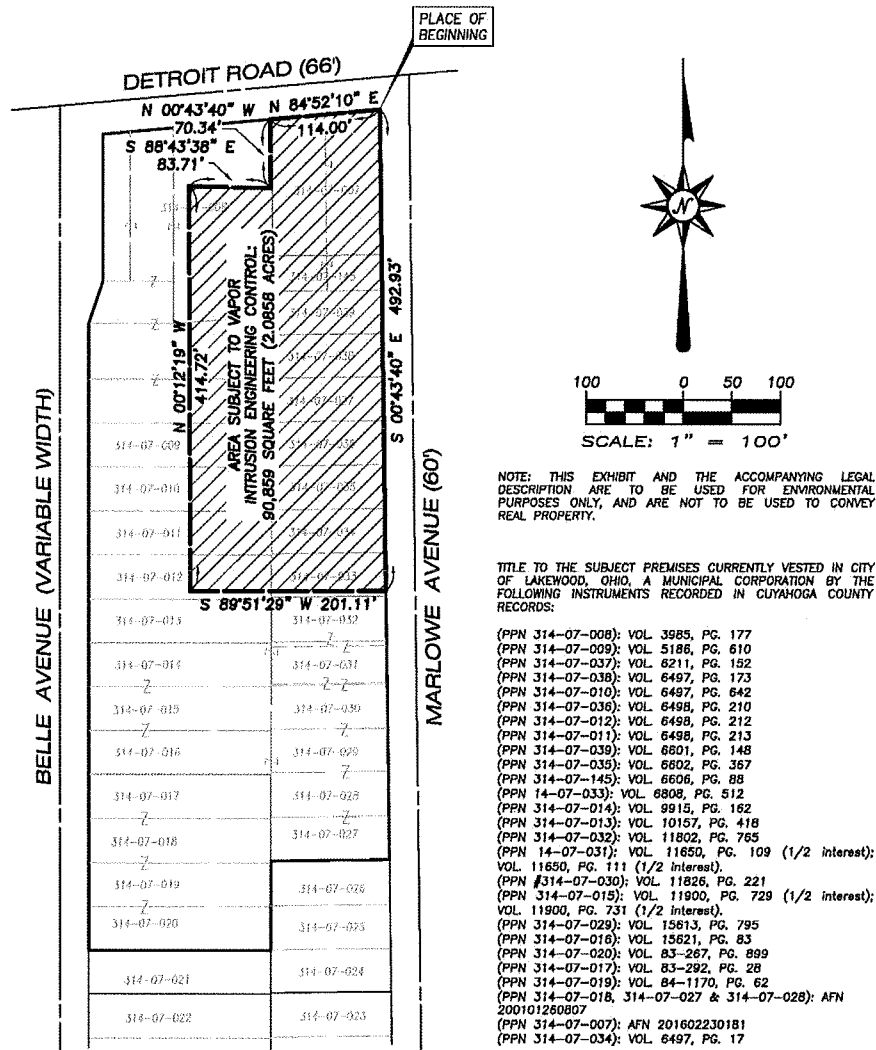 PLACE OF
BEGINNING
DETROIT ROAD (66')
N 00°43'40" W N 84°52'10" E
70.34' 114.00'
S 88°43'38" E
83.71'
314-07-007
314-07-008
314-07-145
314-07-039
314-07-038
314-07-037
314-07-036
314-07-035
314-07-034
314-07-033
AREA SUBJECT TO VAPOR
INTRUSION ENGINEERING CONTROL:
90,859 SQUARE FEET (2.0858 ACRES)
N 00°12'19" W
414.72'
S 00°43'40" E 492.93'
S 89°51'29" W 201.11'
BELLE AVENUE (VARIABLE WIDTH)
MARLOWE AVENUE (60')
314-07-009
314-07-010
314-07-011
314-07-012
314-07-013 314-07-032
314-07-014 314-07-031
314-07-015 314-07-030
314-07-016 314-07-029
314-07-017 314-07-028
314-07-018 314-07-027
314-07-019 314-07-026
314-07-020 314-07-025
314-07-021 314-07-024
314-07-022 314-07-023
N
100 0 50 100
SCALE: 1" = 100'
NOTE: THIS EXHIBIT AND THE ACCOMPANYING LEGAL
DESCRIPTION ARE TO BE USED FOR ENVIRONMENTAL
PURPOSES ONLY, AND ARE NOT TO BE USED TO CONVEY
REAL PROPERTY.
TITLE TO THE SUBJECT PREMISES CURRENTLY VESTED IN CITY
OF LAKEWOOD, OHIO, A MUNICIPAL CORPORATION BY THE
FOLLOWING INSTRUMENTS RECORDED IN CUYAHOGA COUNTY
RECORDS:
(PPN 314-07-008): VOL. 3985, PG. 177
(PPN 314-07-009): VOL. 5186, PG. 610
(PPN 314-07-037): VOL. 6211, PG. 152
(PPN 314-07-038): VOL. 6497, PG. 173
(PPN 314-07-010): VOL. 6497, PG. 642
(PPN 314-07-036): VOL. 6498, PG. 210
(PPN 314-07-012): VOL. 6498, PG. 212
(PPN 314-07-011): VOL. 6498, PG. 213
(PPN 314-07-039): VOL. 6601, PG. 148
(PPN 314-07-035): VOL. 6602, PG. 367
(PPN 314-07-145): VOL. 6606, PG. 88
(PPN 14-07-033): VOL. 6808, PG. 512
(PPN 314-07-014): VOL. 9915, PG. 162
(PPN 314-07-013): VOL. 10157, PG. 418
(PPN 314-07-032): VOL. 11802, PG. 765
(PPN 14-07-031): VOL. 11650, PG. 109 (1/2 interest);
VOL. 11650, PG. 111 (1/2 interest).
(PPN #314-07-030): VOL. 11826, PG. 221
(PPN 314-07-015): VOL. 11900, PG. 729 (1/2 interest);
VOL. 11900, PG. 731 (1/2 interest).
(PPN 314-07-029): VOL. 15613, PG. 795
(PPN 314-07-016): VOL. 15621, PG. 83
(PPN 314-07-020): VOL. 83-267, PG. 899
(PPN 314-07-017): VOL. 83-292, PG. 28
(PPN 314-07-019): VOL. 84-1170, PG. 62
(PPN 314-07-018, 314-07-027 & 314-07-028): AFN
200101260807
(PPN 314-07-007): AFN 201602230181
(PPN 314-07-034): VOL. 6497, PG. 17